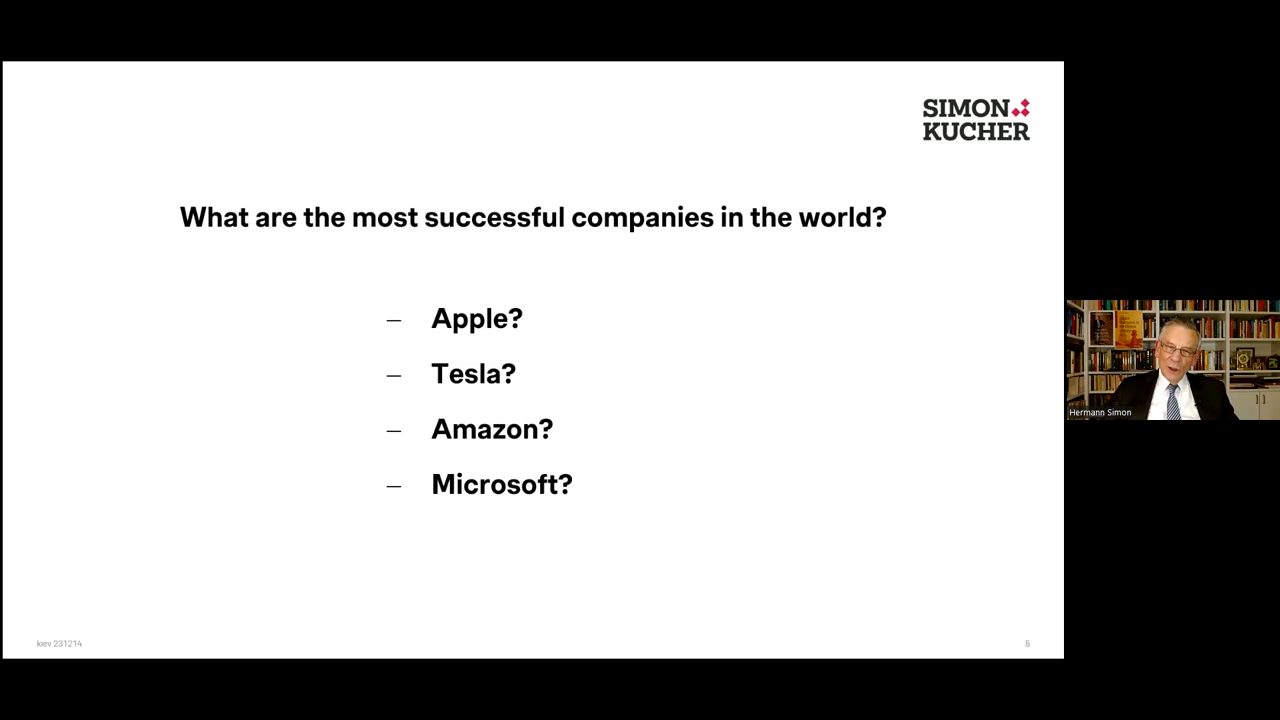 SIMON
KUCHER
What are the most successful companies in the world?
– Apple?
– Tesla?
– Amazon?
– Microsoft?
kiev 231214
5
Hermann Simon